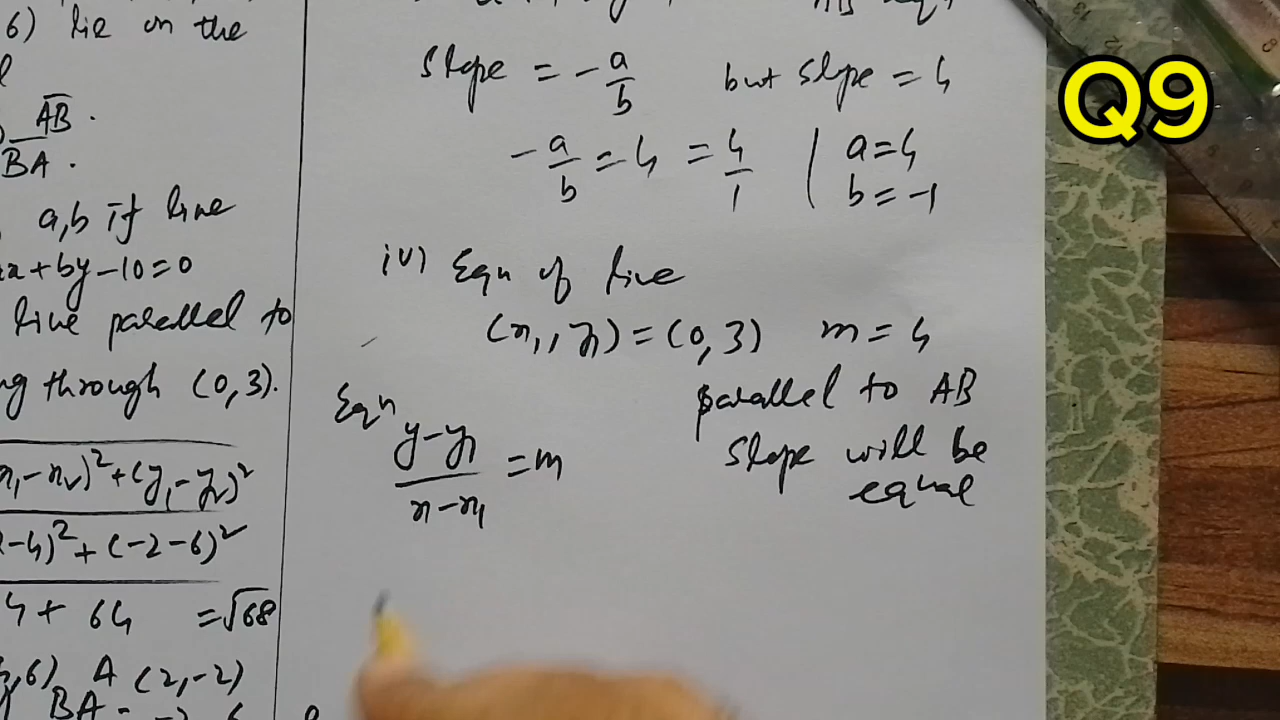 6) lie on the
AB
BA.
a,b if line
ax+by-10=0
line parallel to
ng through (0,3).
x₁-x₂)²+(y₁-y₂)²
2-4)²+(-2-6)²
4+ 64 =√68
,6) A (2,-2)
BA =
Slope = -a/b but slope = 4
-a/b = 4 = 4/1 | a=4
b=-1
iv) Eqn of line
(x₁, y₁) = (0, 3) m = 4
parallel to AB
Slope will be
equal
Eqn y-y₁/x-x₁ = m
Q9